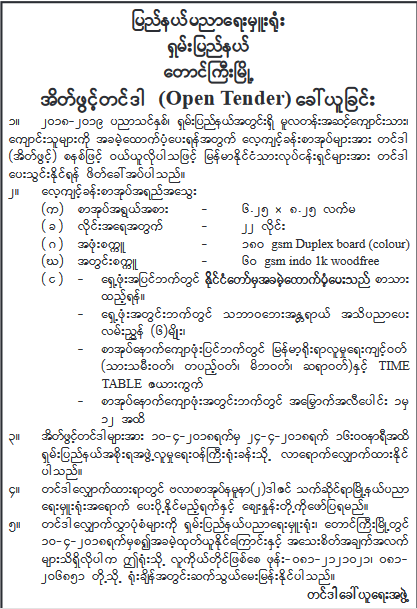 ပြည်နယ်ပညာရေးမှူးရုံး
ရှမ်းပြည်နယ်
တောင်ကြီးမြို့
အိတ်ဖွင့်တင်ဒါ (Open Tender) ခေါ်ယူခြင်း
၁။ ၂၀၁၈-၂၀၁၉ ပညာသင်နှစ်၊ ရှမ်းပြည်နယ်အတွင်းရှိ မူလတန်းအဆင့်ကျောင်းသား၊
ကျောင်းသူများကို အခမဲ့ထောက်ပံ့ပေးရန်အတွက် လေ့ကျင့်ခန်းစာအုပ်များအား တင်ဒါ
(အိတ်ဖွင့်) စနစ်ဖြင့် ဝယ်ယူလိုပါသဖြင့် မြန်မာနိုင်ငံသားလုပ်ငန်းရှင်များအား တင်ဒါ
ပေးသွင်းနိုင်ရန် ဖိတ်ခေါ်အပ်ပါသည်။
၂။ လေ့ကျင့်ခန်းစာအုပ်အရည်အသွေး
(က) စာအုပ်အရွယ်အစား - ၆.၂၅ × ၈.၂၅ လက်မ
(ခ) လိုင်းအရေအတွက် - ၂၂ လိုင်း
(ဂ) အဖုံးစက္ကူ - ၁၈၀ gsm Duplex board (colour)
(ဃ) အတွင်းစက္ကူ - ၆၀ gsm indo 1k woodfree
(င) - ရှေ့ဖုံးအပြင်ဘက်တွင် နိုင်ငံတော်မှအခမဲ့ထောက်ပံ့ပေးသည် စာသား
ထည့်ရန်။
- ရှေ့ဖုံးအတွင်းဘက်တွင် သဘာဝဘေးအန္တရာယ် အသိပညာပေး
လမ်းညွှန် (၆)မျိုး၊
- စာအုပ်နောက်ကျောဖုံးပြင်ဘက်တွင် မြန်မာ့ရိုးရာလူမှုရေးကျင့်ဝတ်
(သားသမီးဝတ်၊ တပည့်ဝတ်၊ မိဘဝတ်၊ ဆရာဝတ်)နှင့် TIME
TABLE ဇယားကွက်
- စာအုပ်နောက်ကျောဖုံးအတွင်းဘက်တွင် အမြှောက်အလီပေါင်း ၁မှ
၁၂ အထိ
၃။ အိတ်ဖွင့်တင်ဒါများအား ၁၀-၄-၂၀၁၈ရက်မှ ၂၄-၄-၂၀၁၈ရက် ၁၆း၀၀နာရီအထိ
ရှမ်းပြည်နယ်အစိုးရအဖွဲ့လူမှုရေးဝန်ကြီးရုံးခန်းသို့ လာရောက်လျှောက်ထားနိုင်
ပါသည်။
၄။ တင်ဒါလျှောက်ထားရာတွင် ဗလာစာအုပ်နမူနာ(၂)ဒါဇင် သက်ဆိုင်ရာမြို့နယ်ပညာ
ရေးမှူးရုံးအရောက် ပေးပို့နိုင်မည့်ရက်နှင့် ဈေးနှုန်းတို့ကိုဖော်ပြရမည်။
၅။ တင်ဒါလျှောက်လွှာပုံစံများကို ရှမ်းပြည်နယ်ပညာရေးမှူးရုံး၊ တောင်ကြီးမြို့တွင်
၁၀-၄-၂၀၁၈ရက်မှစ၍အခမဲ့ထုတ်ယူနိုင်ကြောင်းနှင့် အသေးစိတ်အချက်အလက်
များသိရှိလိုပါက ဤရုံးသို့ လူကိုယ်တိုင်ဖြစ်စေ ဖုန်း-၀၈၁-၂၁၂၁၀၂၁၊ ၀၈၁-
၂၀၆၈၅၁ တို့သို့ ရုံးချိန်အတွင်းဆက်သွယ်မေးမြန်းနိုင်ပါသည်။
တင်ဒါခေါ်ယူရေးအဖွဲ့